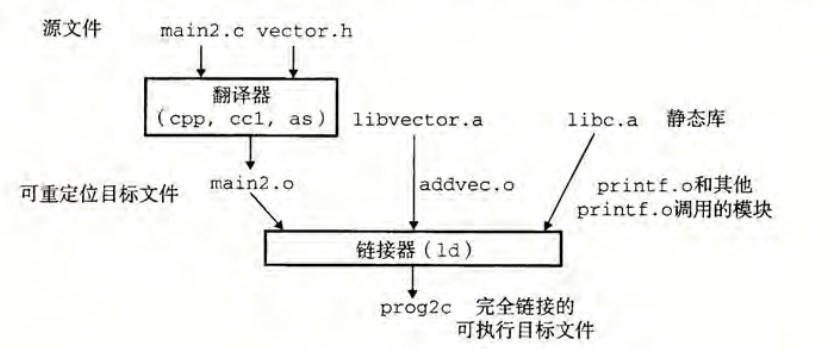 源文件 main2.c vector.h
翻译器
(cpp, cc1, as) libvector.a libc.a 静态库
可重定位目标文件 main2.o addvec.o printf.o和其他
printf.o调用的模块
链接器(ld)
prog2c 完全链接的
可执行目标文件